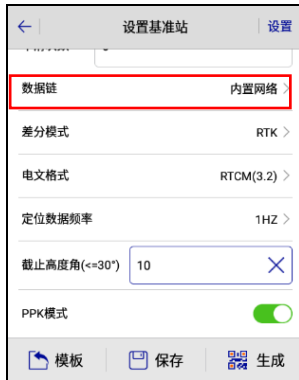 设置基准站 设置
数据链 内置网络
差分模式 RTK
电文格式 RTCM(3.2)
定位数据频率 1HZ
截止高度角(<=30°) 10
PPK模式
模板 保存 生成